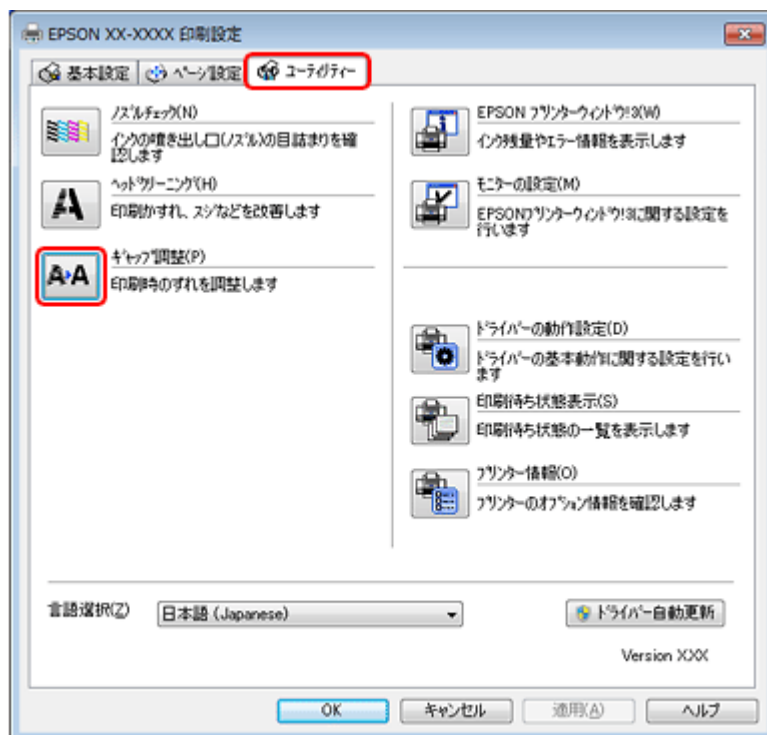 EPSON XX-XXXX 印刷設定
基本設定
ページ設定
ユーティリティー
ノズルチェック(N)
インクの噴き出し口(ノズル)の目詰まりを確
認します
ヘッドクリーニング(H)
印刷かすれ、スジなどを改善します
A▸A
ギャップ調整(P)
印刷時のずれを調整します
EPSON プリンターウィンドウ!3(W)
インク残量やエラー情報を表示します
モニターの設定(M)
EPSONプリンターウィンドウ!3に関する設定を
行います
ドライバーの動作設定(D)
ドライバーの基本動作に関する設定を行い
ます
印刷待ち状態表示(S)
印刷待ち状態の一覧を表示します
プリンター情報(O)
プリンターのオプション情報を確認します
言語選択(Z)
日本語 (Japanese)
ドライバー自動更新
Version XXX
OK
キャンセル
適用(A)
ヘルプ